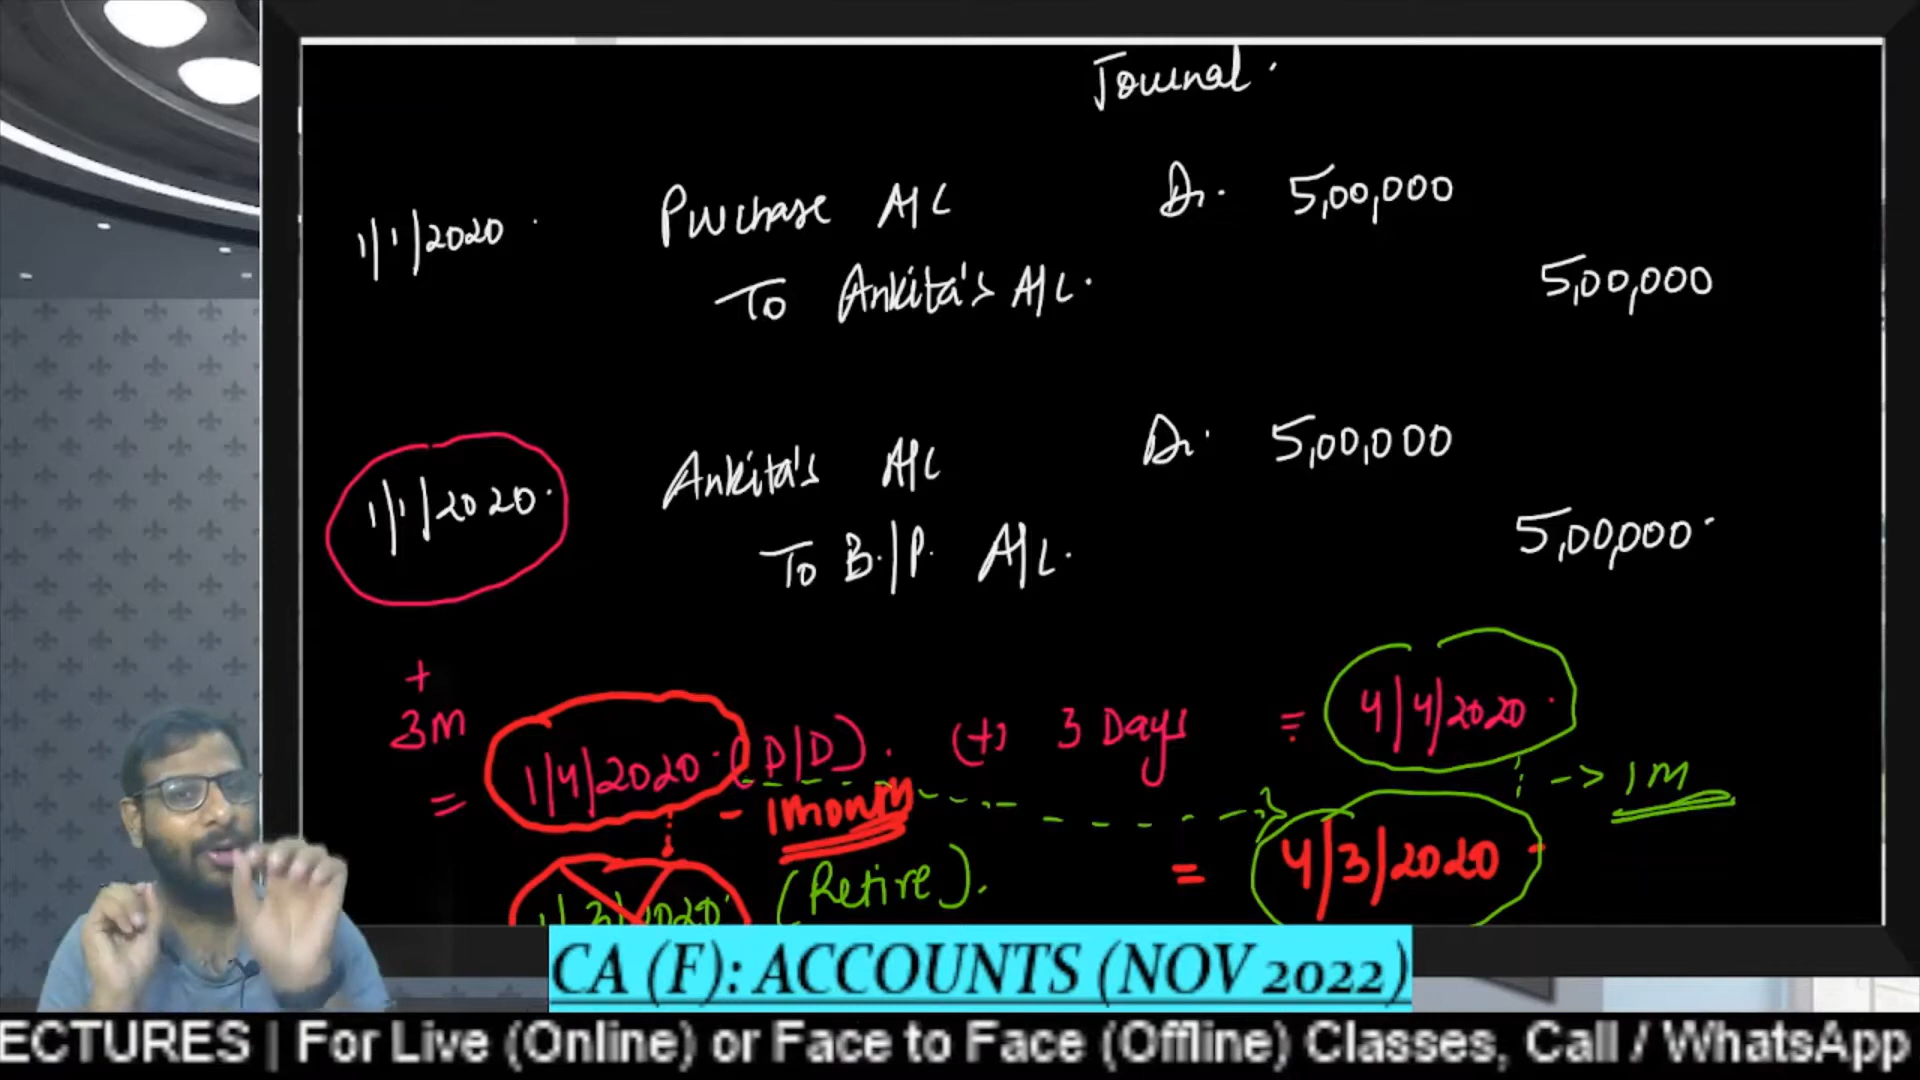 Journal.
1/1/2020. Purchase A/C Dr. 5,00,000
To Ankita's A/C. 5,00,000
1/1/2020. Ankita's A/C Dr. 5,00,000
To B./P. A/C. 5,00,000.
+
3M
= 1/4/2020. (D/D). (+) 3 Days = 4/4/2020.
- 1 month -> 1M
(Retire). = 4/3/2020
CA (F): ACCOUNTS (NOV 2022)
ECTURES | For Live (Online) or Face to Face (Offline) Classes, Call / WhatsApp